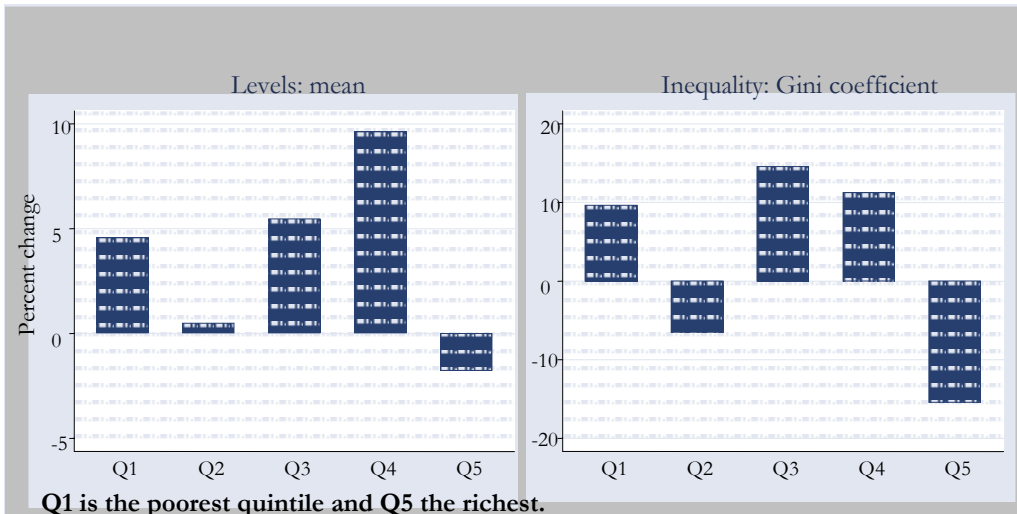 Levels: mean
Inequality: Gini coefficient
Percent change
10
5
0
-5
Q1 Q2 Q3 Q4 Q5
20
10
0
-10
-20
Q1 Q2 Q3 Q4 Q5
Q1 is the poorest quintile and Q5 the richest.